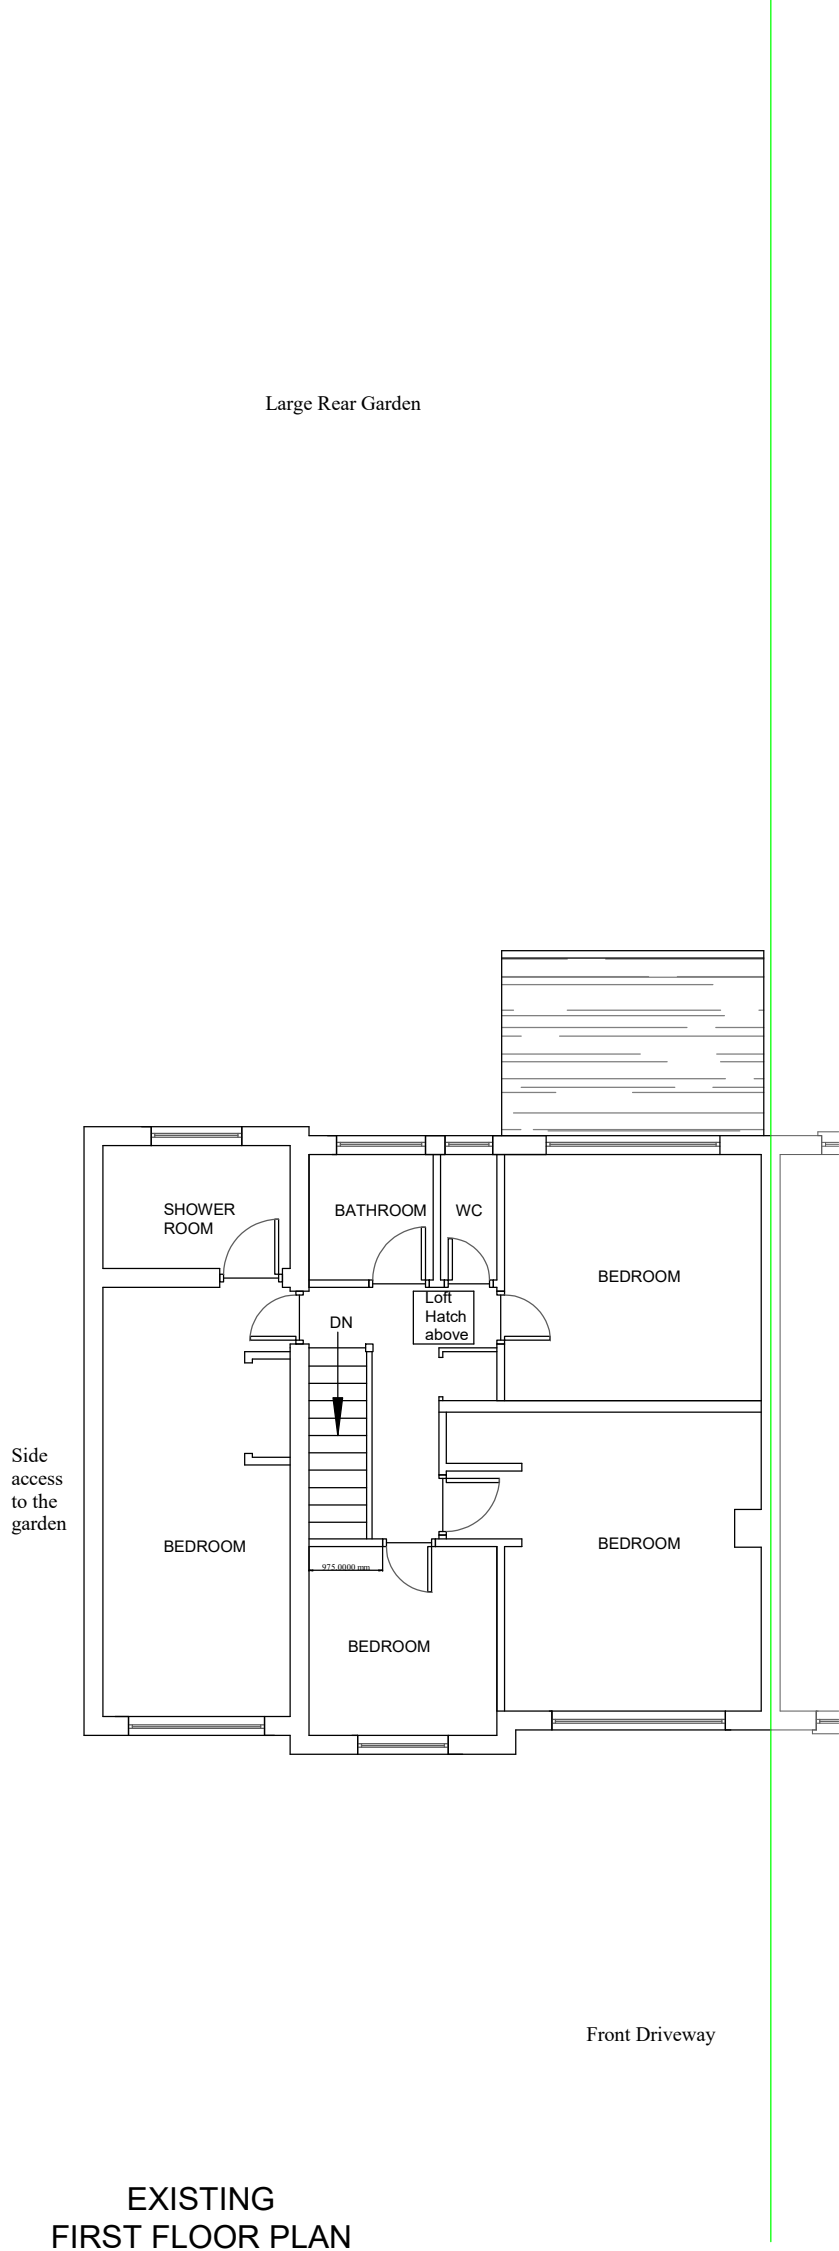 Large Rear Garden
SHOWER
ROOM
BATHROOM
WC
BEDROOM
Loft
Hatch
above
DN
Side
access
to the
garden
BEDROOM
BEDROOM
975.0000 mm
BEDROOM
Front Driveway
EXISTING
FIRST FLOOR PLAN